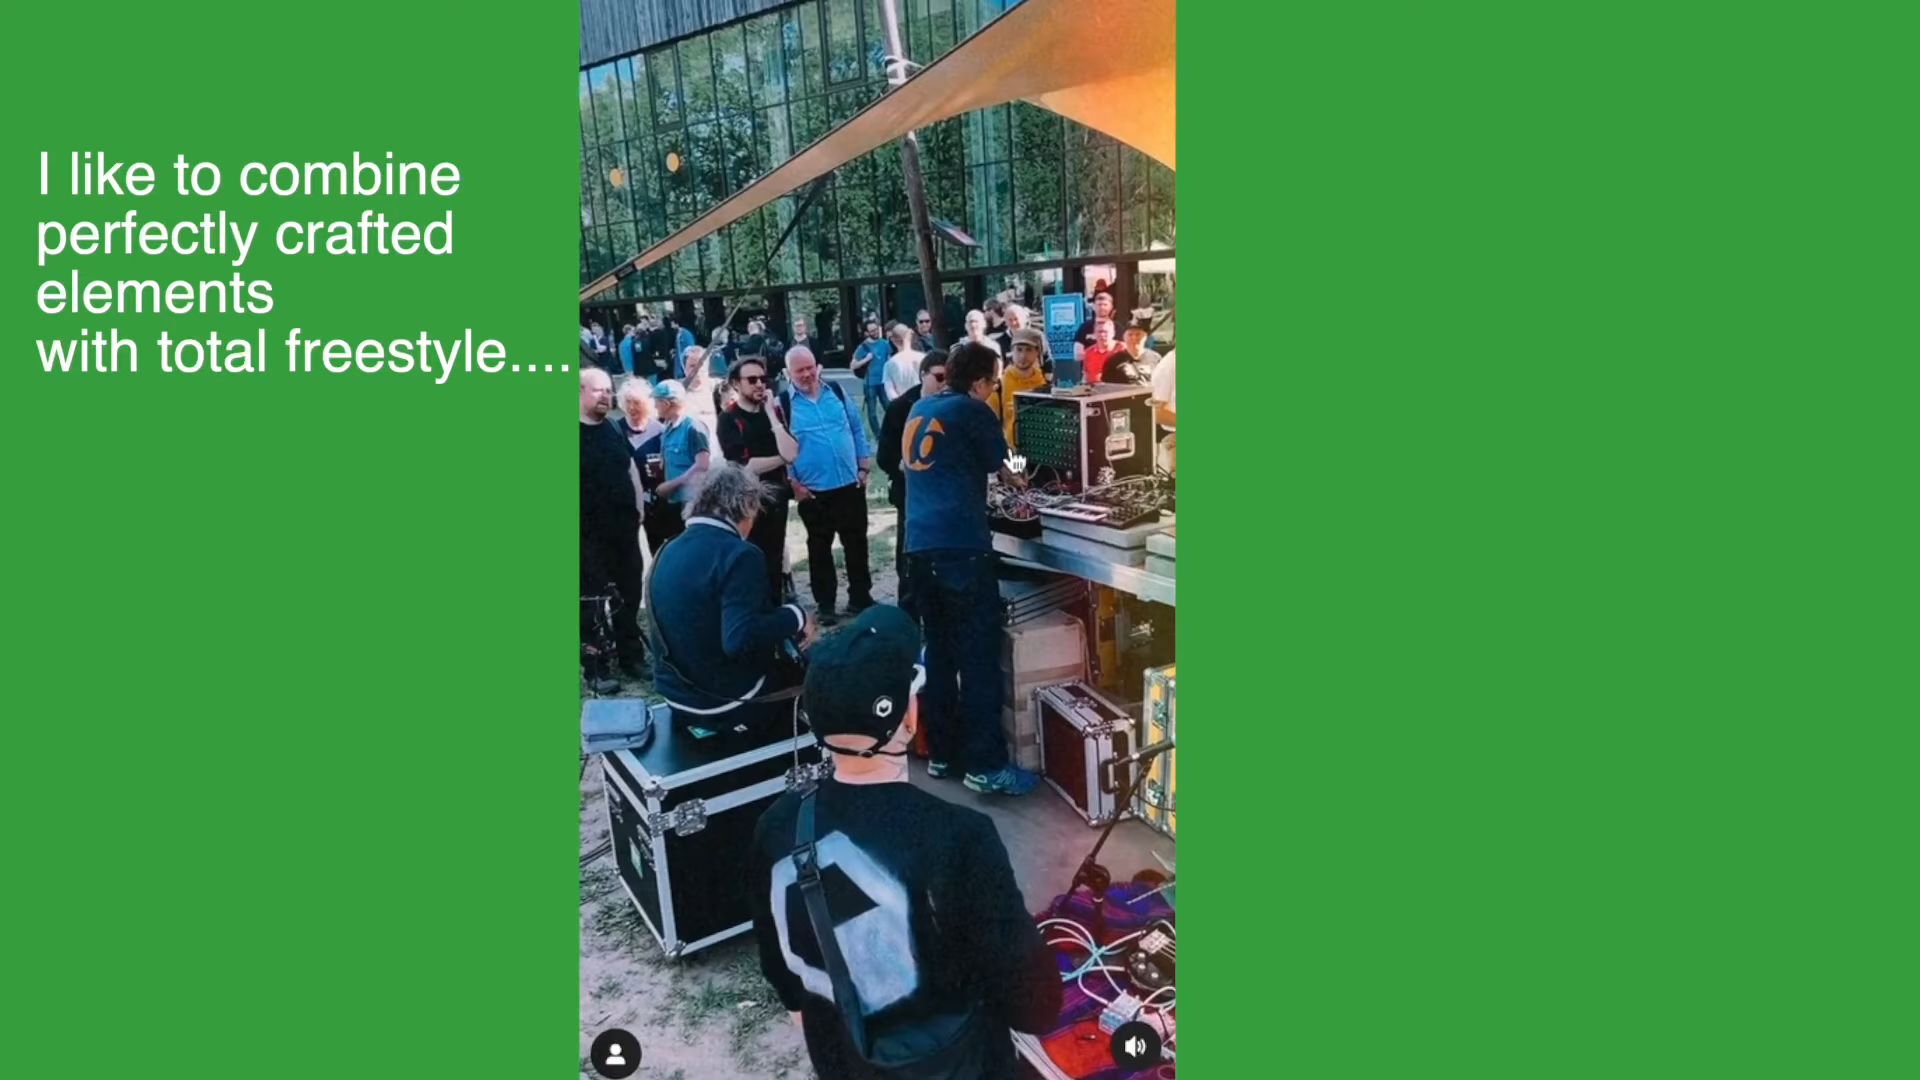 I like to combine
perfectly crafted
elements
with total freestyle....
b